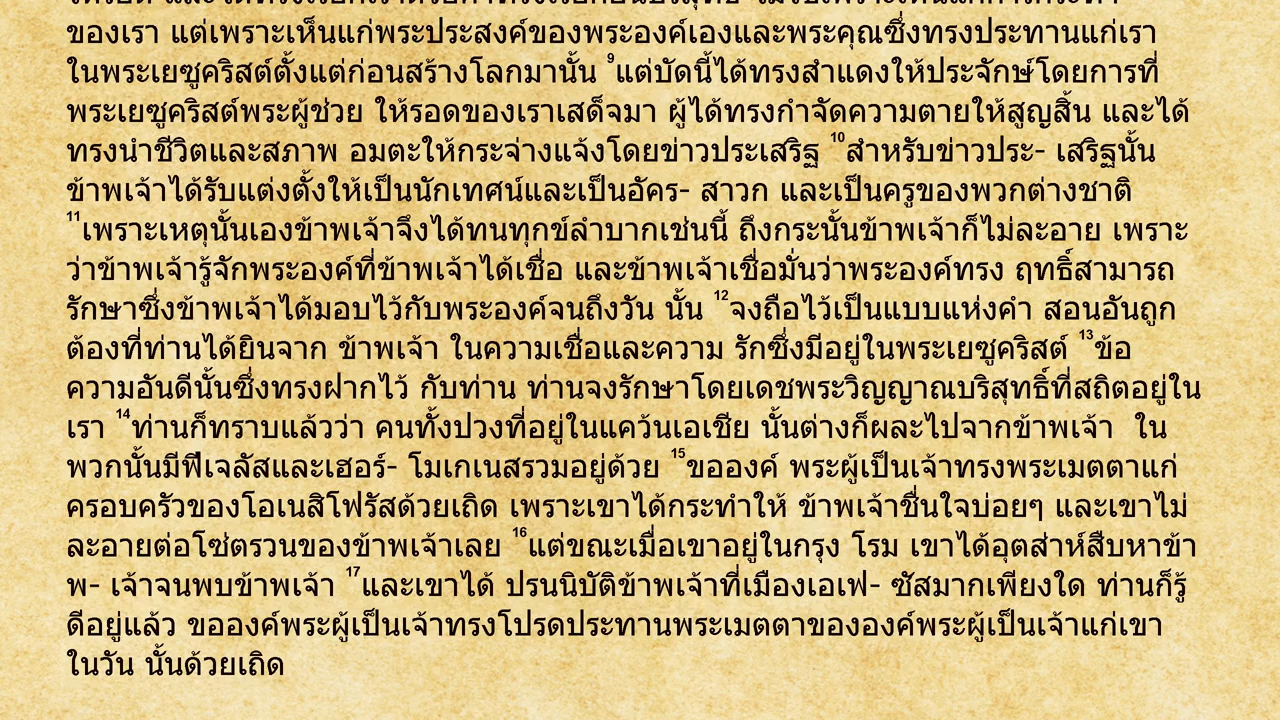 ของเรา แต่เพราะเห็นแก่พระประสงค์ของพระองค์เองและพระคุณซึ่งทรงประทานแก่เรา
ในพระเยซูคริสต์ตั้งแต่ก่อนสร้างโลกมานั้น 9แต่บัดนี้ได้ทรงสำแดงให้ประจักษ์โดยการที่
พระเยซูคริสต์พระผู้ช่วย ให้รอดของเราเสด็จมา ผู้ได้ทรงกำจัดความตายให้สูญสิ้น และได้
ทรงนำชีวิตและสภาพ อมตะให้กระจ่างแจ้งโดยข่าวประเสริฐ 10สำหรับข่าวประ- เสริฐนั้น
ข้าพเจ้าได้รับแต่งตั้งให้เป็นนักเทศน์และเป็นอัคร- สาวก และเป็นครูของพวกต่างชาติ
11เพราะเหตุนั้นเองข้าพเจ้าจึงได้ทนทุกข์ลำบากเช่นนี้ ถึงกระนั้นข้าพเจ้าก็ไม่ละอาย เพราะ
ว่าข้าพเจ้ารู้จักพระองค์ที่ข้าพเจ้าได้เชื่อ และข้าพเจ้าเชื่อมั่นว่าพระองค์ทรง ฤทธิ์สามารถ
รักษาซึ่งข้าพเจ้าได้มอบไว้กับพระองค์จนถึงวัน นั้น 12จงถือไว้เป็นแบบแห่งคำ สอนอันถูก
ต้องที่ท่านได้ยินจาก ข้าพเจ้า ในความเชื่อและความ รักซึ่งมีอยู่ในพระเยซูคริสต์ 13ข้อ
ความอันดีนั้นซึ่งทรงฝากไว้ กับท่าน ท่านจงรักษาโดยเดชพระวิญญาณบริสุทธิ์ที่สถิตอยู่ใน
เรา 14ท่านก็ทราบแล้วว่า คนทั้งปวงที่อยู่ในแคว้นเอเชีย นั้นต่างก็ผละไปจากข้าพเจ้า  ใน
พวกนั้นมีฟีเจลัสและเฮอร์- โมเกเนสรวมอยู่ด้วย 15ขอองค์ พระผู้เป็นเจ้าทรงพระเมตตาแก่
ครอบครัวของโอเนสิโฟรัสด้วยเถิด เพราะเขาได้กระทำให้ ข้าพเจ้าชื่นใจบ่อยๆ และเขาไม่
ละอายต่อโซ่ตรวนของข้าพเจ้าเลย 16แต่ขณะเมื่อเขาอยู่ในกรุง โรม เขาได้อุตส่าห์สืบหาข้า
พ- เจ้าจนพบข้าพเจ้า 17และเขาได้ ปรนนิบัติข้าพเจ้าที่เมืองเอเฟ- ซัสมากเพียงใด ท่านก็รู้
ดีอยู่แล้ว ขอองค์พระผู้เป็นเจ้าทรงโปรดประทานพระเมตตาขององค์พระผู้เป็นเจ้าแก่เขา
ในวัน นั้นด้วยเถิด